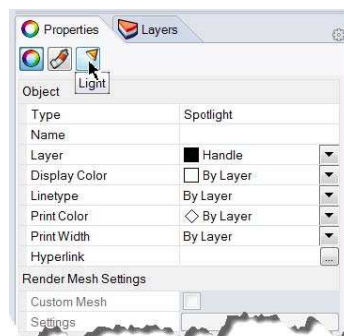 Properties Layers
Light
Object
Type Spotlight
Name
Layer Handle
Display Color By Layer
Linetype By Layer
Print Color By Layer
Print Width By Layer
Hyperlink ...
Render Mesh Settings
Custom Mesh
Settings